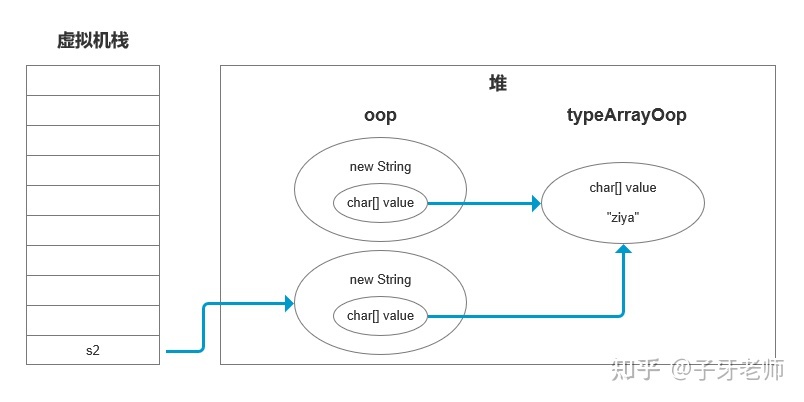 虚拟机栈
堆
oop
typeArrayOop
new String
char[] value
char[] value
"ziya"
new String
char[] value
s2
知乎 @子牙老师